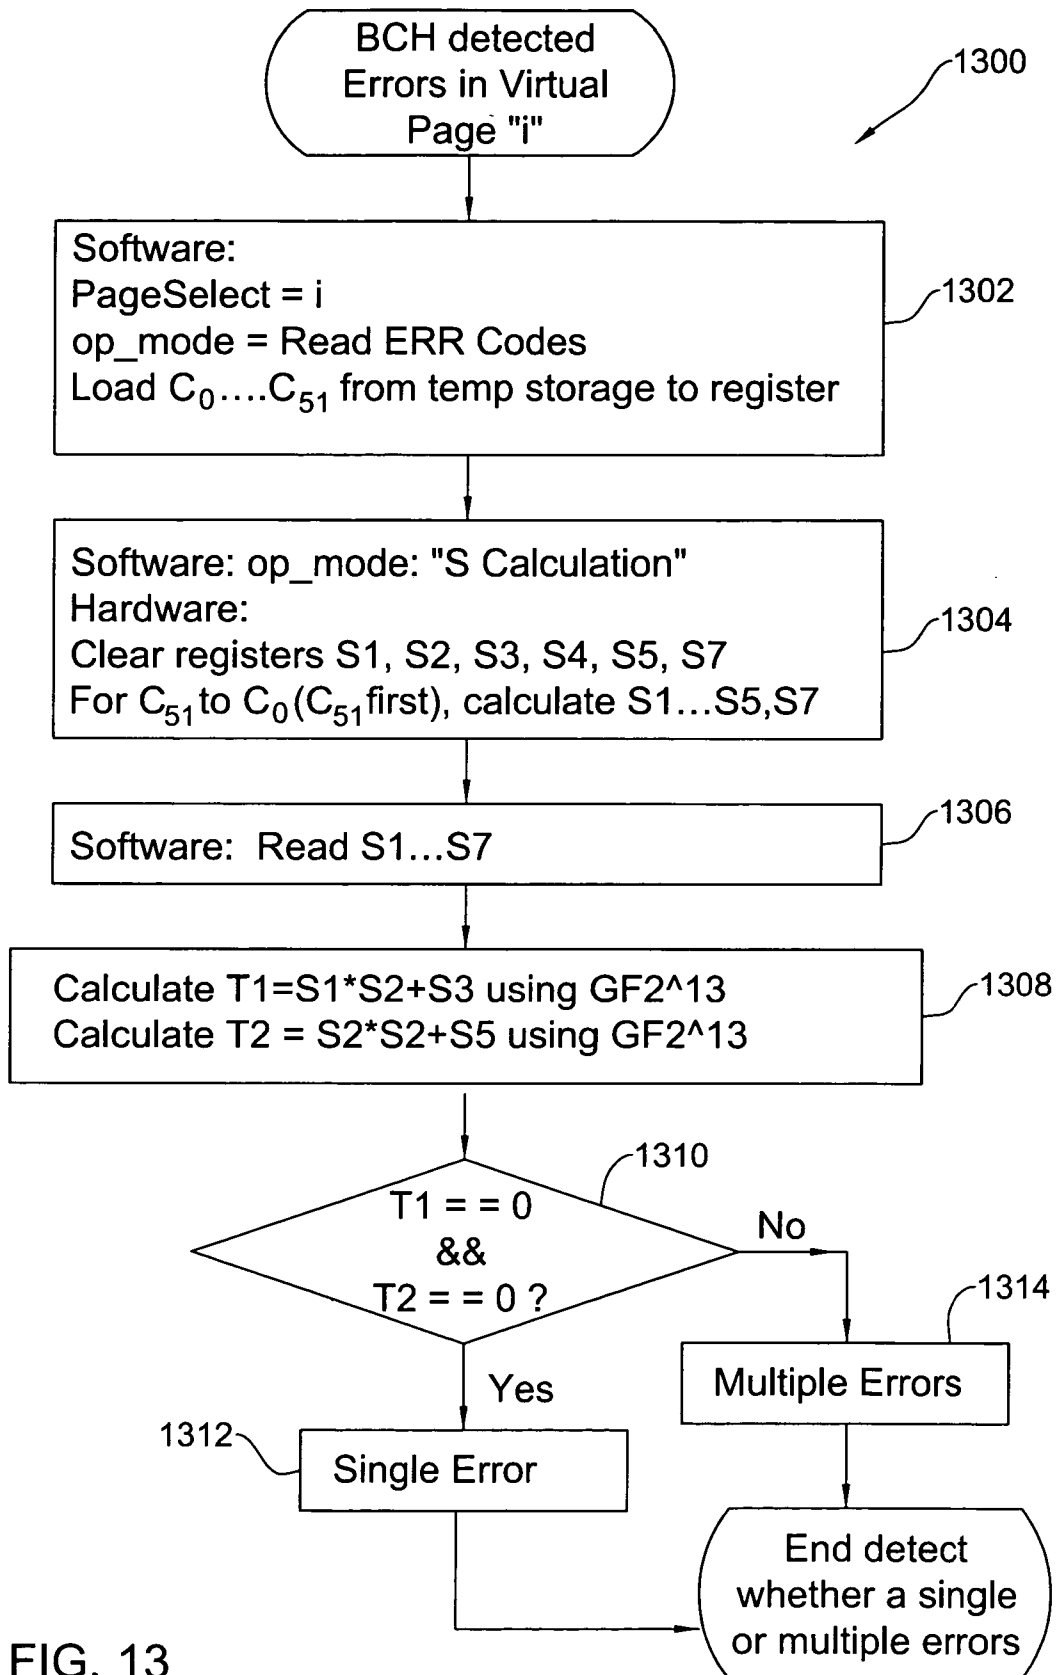 BCH detected
Errors in Virtual
Page "i"
1300
Software:
PageSelect = i
op_mode = Read ERR Codes
Load C0....C51 from temp storage to register
1302
Software: op_mode: "S Calculation"
Hardware:
Clear registers S1, S2, S3, S4, S5, S7
For C51 to C0 (C51 first), calculate S1...S5,S7
1304
Software: Read S1...S7
1306
Calculate T1=S1*S2+S3 using GF2^13
Calculate T2 = S2*S2+S5 using GF2^13
1308
T1 = = 0
&&
T2 = = 0 ?
1310
No
Yes
1314
Multiple Errors
1312
Single Error
End detect
whether a single
or multiple errors
FIG. 13